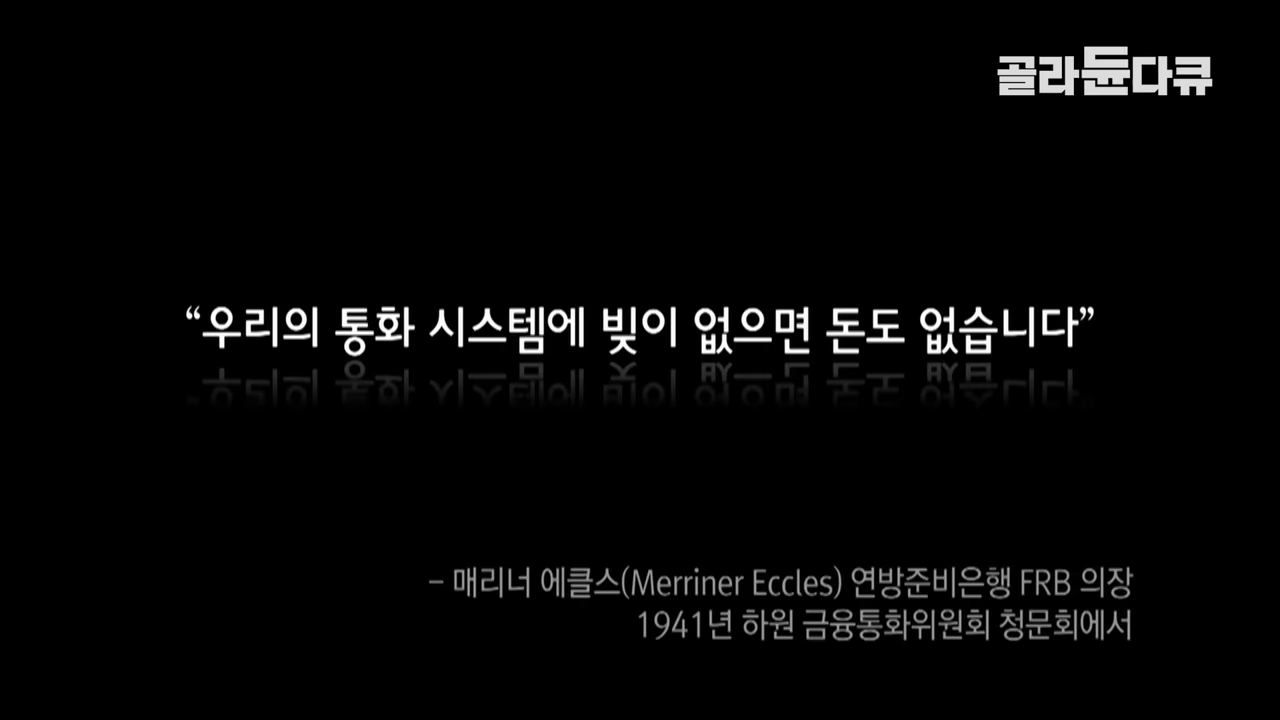 골라듄다큐
“우리의 통화 시스템에 빚이 없으면 돈도 없습니다”
– 매리너 에클스(Merriner Eccles) 연방준비은행 FRB 의장
1941년 하원 금융통화위원회 청문회에서